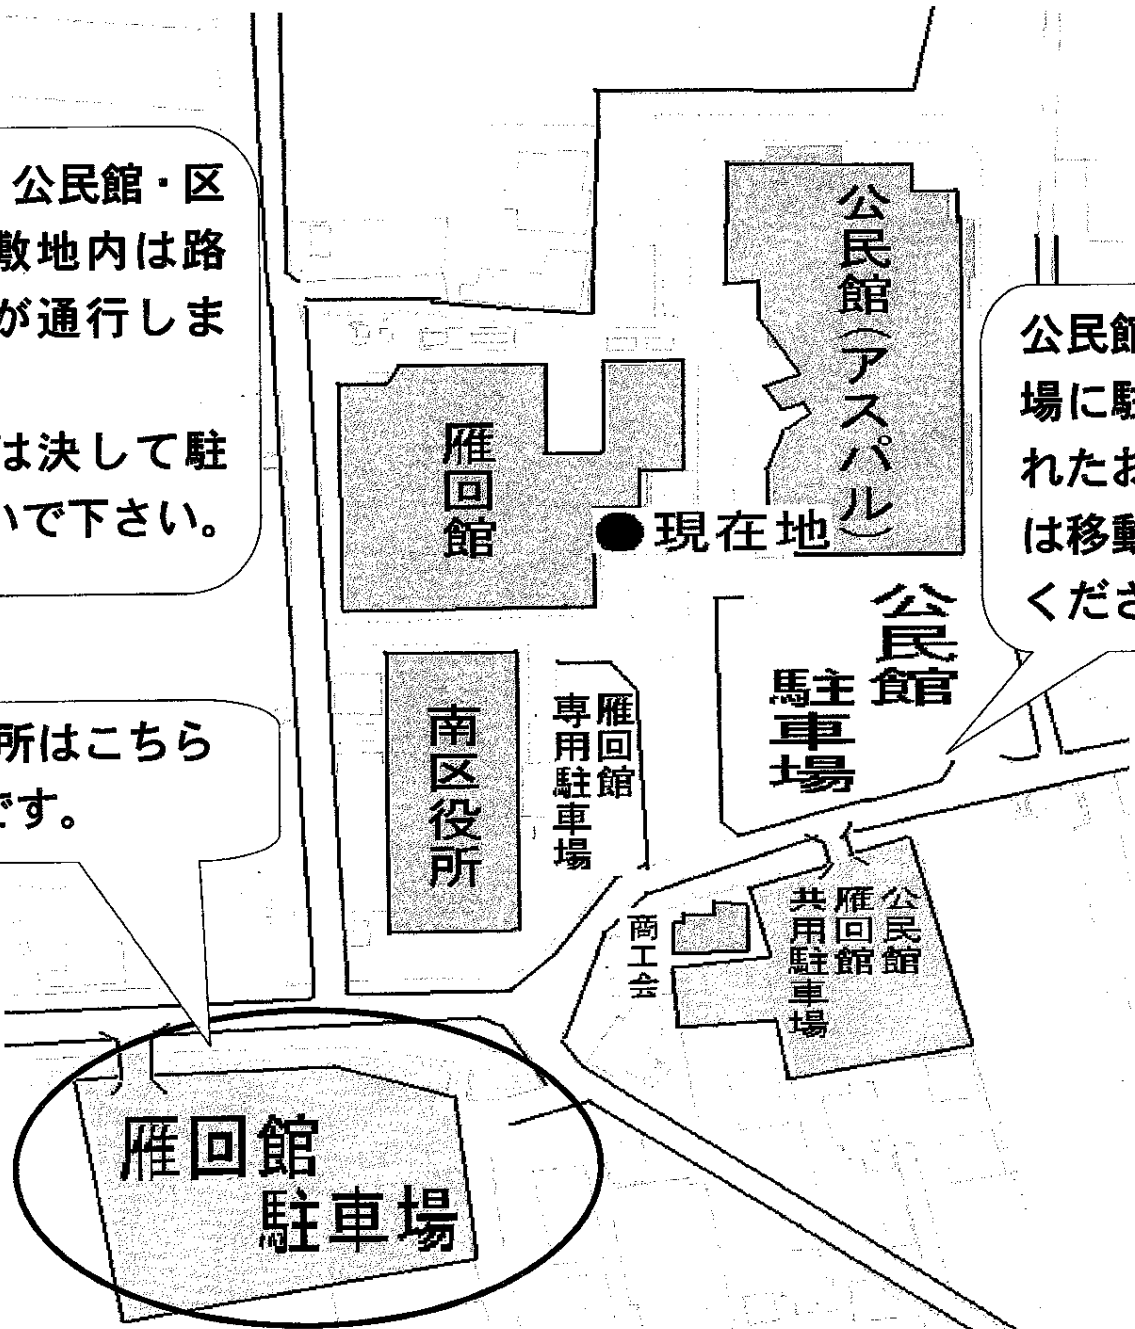 公民館・区
敷地内は路
が通行しま
は決して駐
いで下さい。
所はこちら
です。
公民館
場に駐
れたお
は移動
くださ
公民館(アスパル)
雁回館
現在地
公民館
駐車場
南区役所
雁回館
専用駐車場
商工会
公民館
雁回館
共用駐車場
雁回館
駐車場